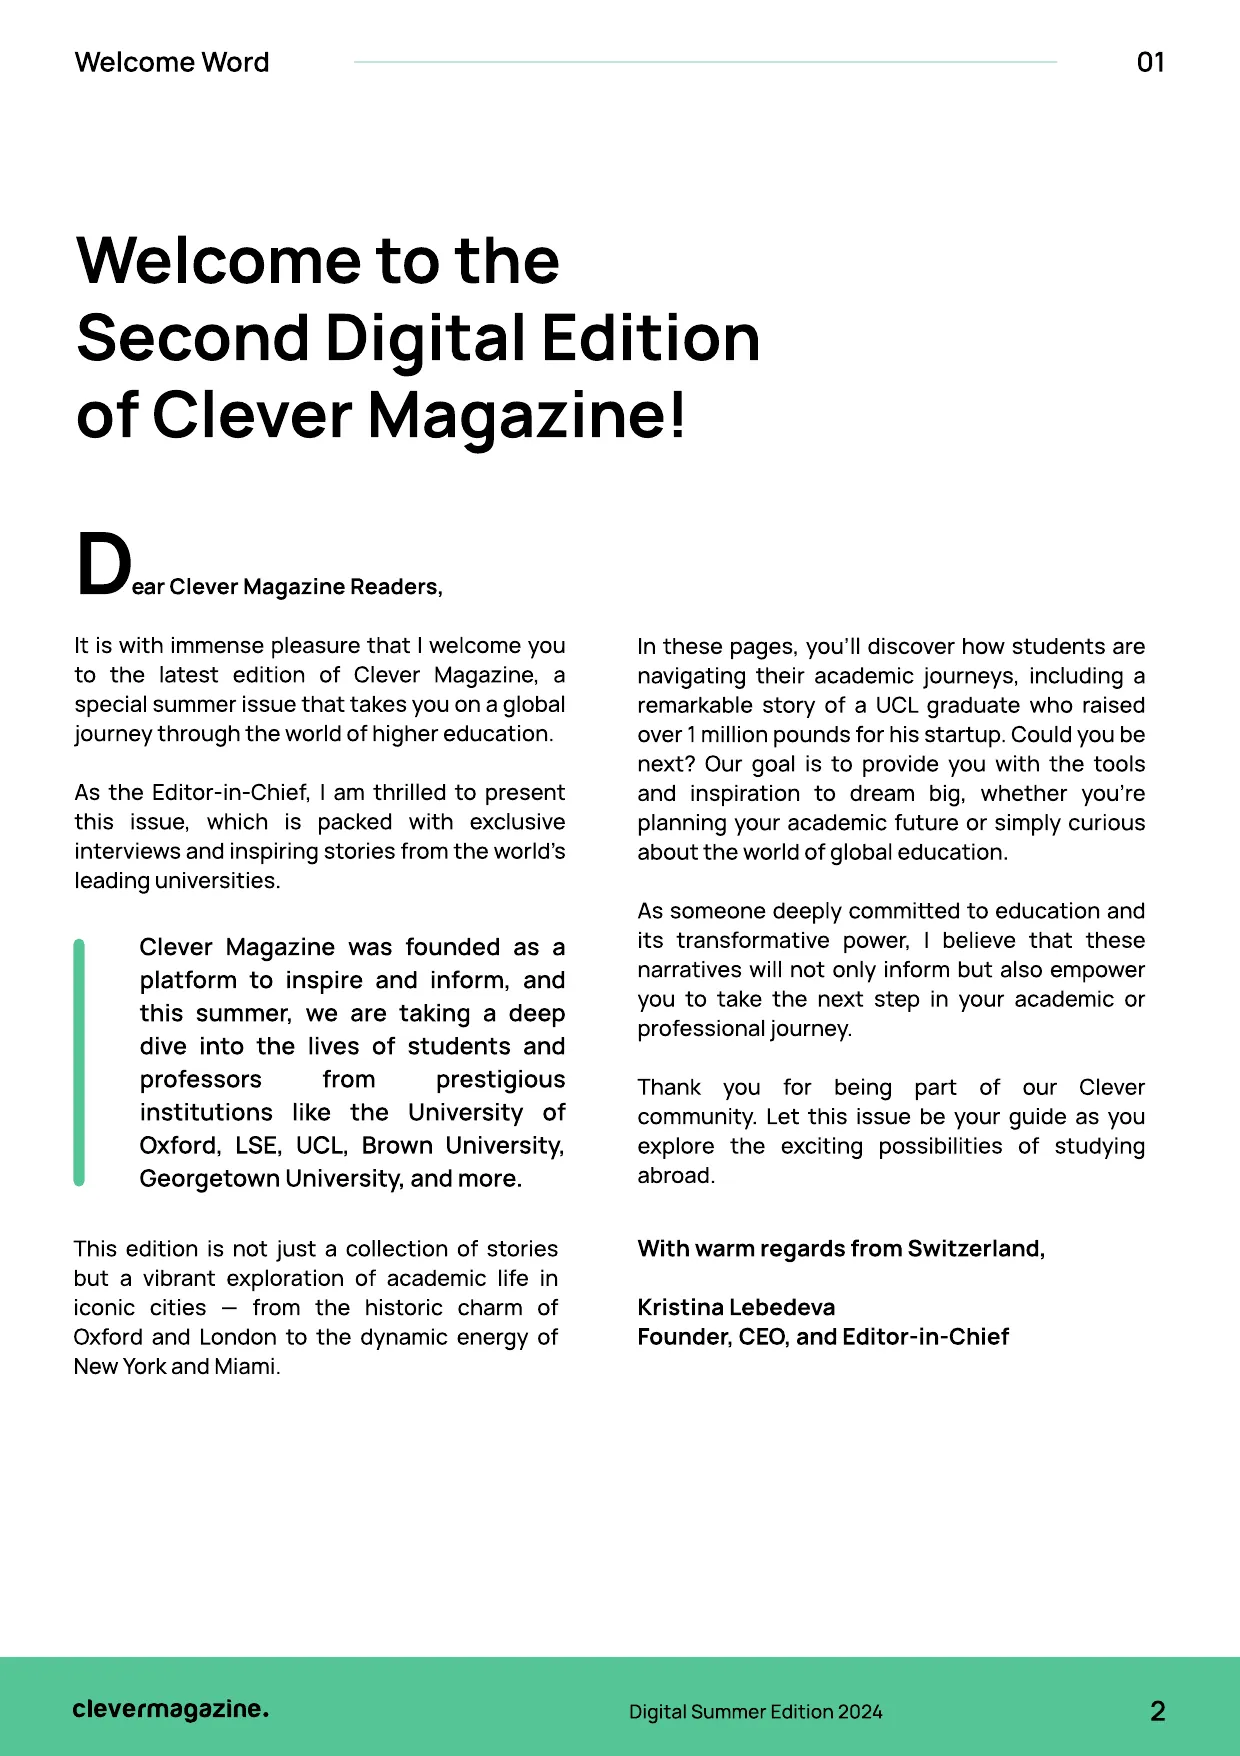 Welcome Word
01
Welcome to the
Second Digital Edition
of Clever Magazine!
Dear Clever Magazine Readers,
It is with immense pleasure that I welcome you
to the latest edition of Clever Magazine, a
special summer issue that takes you on a global
journey through the world of higher education.
As the Editor-in-Chief, I am thrilled to present
this issue, which is packed with exclusive
interviews and inspiring stories from the world's
leading universities.
Clever Magazine was founded as a
platform to inspire and inform, and
this summer, we are taking a deep
dive into the lives of students and
professors from prestigious
institutions like the University of
Oxford, LSE, UCL, Brown University,
Georgetown University, and more.
This edition is not just a collection of stories
but a vibrant exploration of academic life in
iconic cities — from the historic charm of
Oxford and London to the dynamic energy of
New York and Miami.
In these pages, you'll discover how students are
navigating their academic journeys, including a
remarkable story of a UCL graduate who raised
over 1 million pounds for his startup. Could you be
next? Our goal is to provide you with the tools
and inspiration to dream big, whether you're
planning your academic future or simply curious
about the world of global education.
As someone deeply committed to education and
its transformative power, I believe that these
narratives will not only inform but also empower
you to take the next step in your academic or
professional journey.
Thank you for being part of our Clever
community. Let this issue be your guide as you
explore the exciting possibilities of studying
abroad.
With warm regards from Switzerland,
Kristina Lebedeva
Founder, CEO, and Editor-in-Chief
clevermagazine.
Digital Summer Edition 2024
2